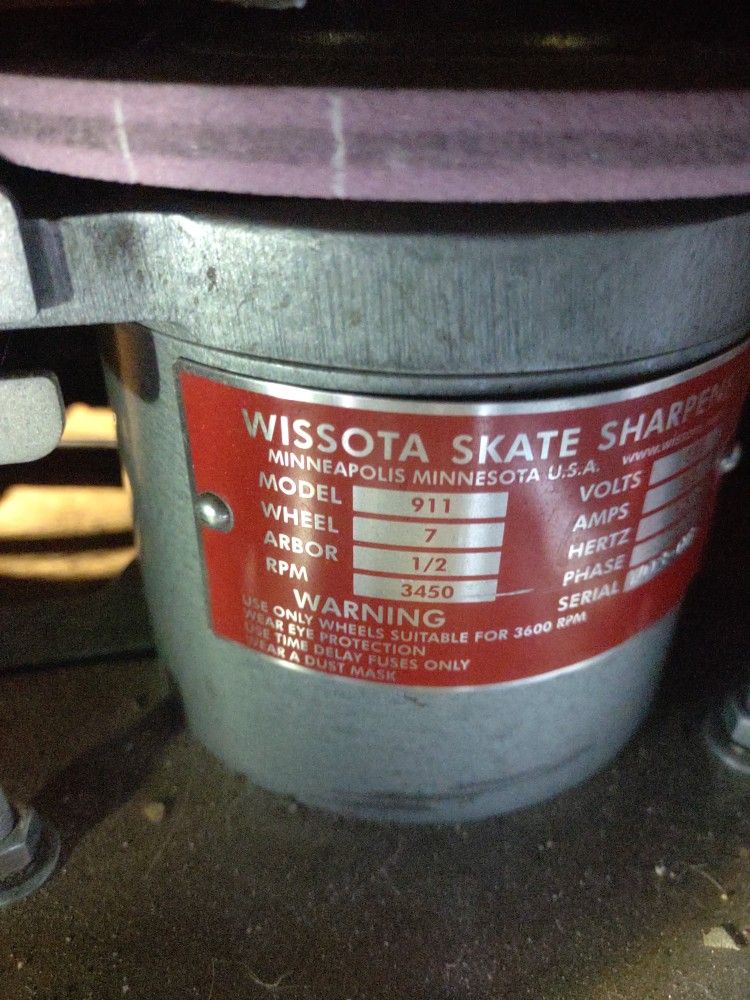 WISSOTA SKATE
MINNEAPOLIS MINNESOTA U.S.A.
MODEL 911
WHEEL 7
ARBOR 1/2
RPM 3450
VOLTS
AMPS
HERTZ
PHASE
SERIAL
WARNING
USE ONLY WHEELS SUITABLE FOR 3600 RPM
WEAR EYE PROTECTION
USE TIME DELAY FUSES ONLY
WEAR A DUST MASK